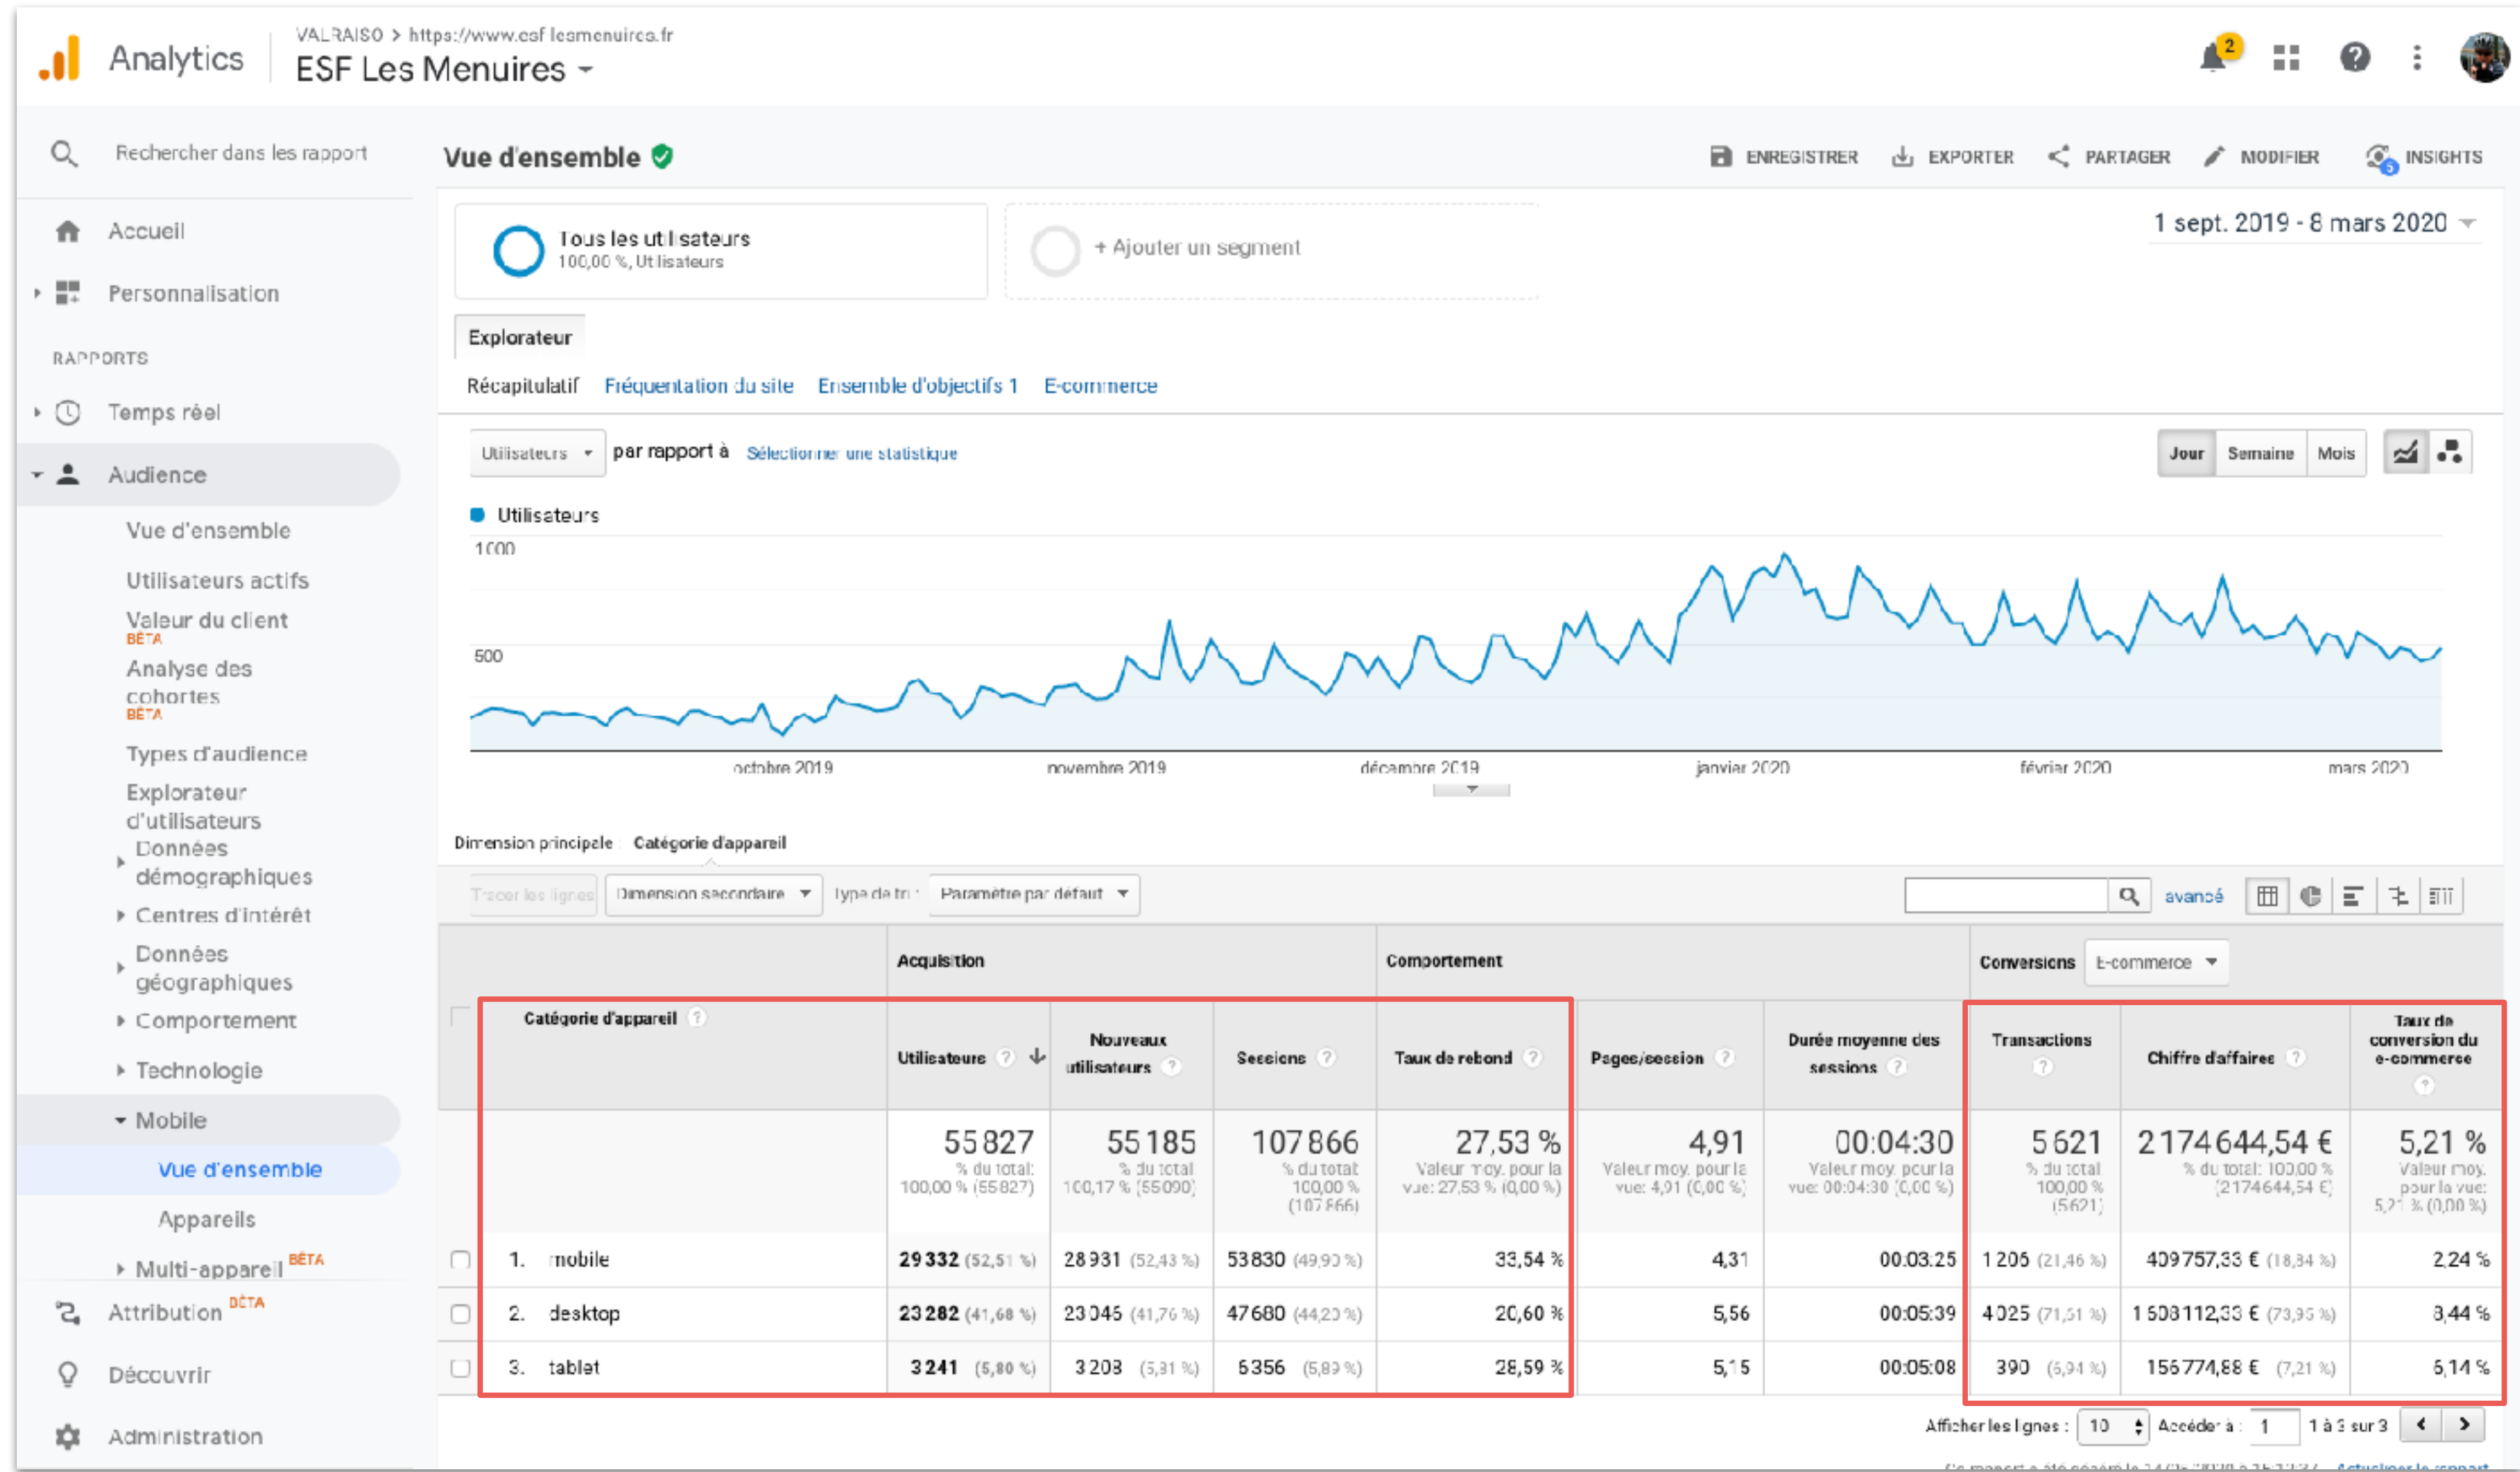 VALRAISO > https://www.esf-lesmenuires.fr
Analytics
ESF Les Menuires
2
Rechercher dans les rapport
Vue d'ensemble
ENREGISTRER
EXPORTER
PARTAGER
MODIFIER
5
INSIGHTS
Accueil
Personnalisation
RAPPORTS
Temps réel
Audience
Vue d'ensemble
Utilisateurs actifs
Valeur du client
BÊTA
Analyse des
cohortes
BÊTA
Types d'audience
Explorateur
d'utilisateurs
Données
démographiques
Centres d'intérêt
Données
géographiques
Comportement
Technologie
Mobile
Vue d'ensemble
Appareils
Multi-appareil BÊTA
Attribution BÊTA
Découvrir
Administration
Tous les utilisateurs
100,00 %, Utilisateurs
+ Ajouter un segment
1 sept. 2019 - 8 mars 2020
Explorateur
Récapitulatif Fréquentation du site Ensemble d'objectifs 1 E-commerce
Utilisateurs par rapport à Sélectionner une statistique
Jour Semaine Mois
Utilisateurs
1000
500
octobre 2019 novembre 2019 décembre 2019 janvier 2020 février 2020 mars 2020
Dimension principale : Catégorie d'appareil
Tracer les lignes Dimension secondaire Type de tri : Paramètre par défaut
avancé
Acquisition Comportement Conversions E-commerce
Catégorie d'appareil
Utilisateurs
Nouveaux
utilisateurs
Sessions
Taux de rebond
Pages/session
Durée moyenne des
sessions
Transactions
Chiffre d'affaires
Taux de
conversion du
e-commerce
55 827
% du total:
100,00 % (55 827)
55 185
% du total:
100,17 % (55 090)
107 866
% du total:
100,00 %
(107 866)
27,53 %
Valeur moy. pour la
vue: 27,53 % (0,00 %)
4,91
Valeur moy. pour la
vue: 4,91 (0,00 %)
00:04:30
Valeur moy. pour la
vue: 00:04:30 (0,00 %)
5 621
% du total:
100,00 %
(5 621)
2 174 644,54 €
% du total: 100,00 %
(2 174 644,54 €)
5,21 %
Valeur moy.
pour la vue:
5,21 % (0,00 %)
1. mobile 29 332 (52,51 %) 28 931 (52,43 %) 53 830 (49,90 %) 33,54 % 4,31 00:03:25 1 206 (21,46 %) 409 757,33 € (18,84 %) 2,24 %
2. desktop 23 282 (41,68 %) 23 046 (41,76 %) 47 680 (44,20 %) 20,60 % 5,56 00:05:39 4 025 (71,61 %) 1 608 112,33 € (73,95 %) 8,44 %
3. tablet 3 241 (5,80 %) 3 208 (5,81 %) 6 356 (5,89 %) 28,59 % 5,15 00:05:08 390 (6,94 %) 156 774,88 € (7,21 %) 6,14 %
Afficher les lignes : 10 Accéder à : 1 1 à 3 sur 3